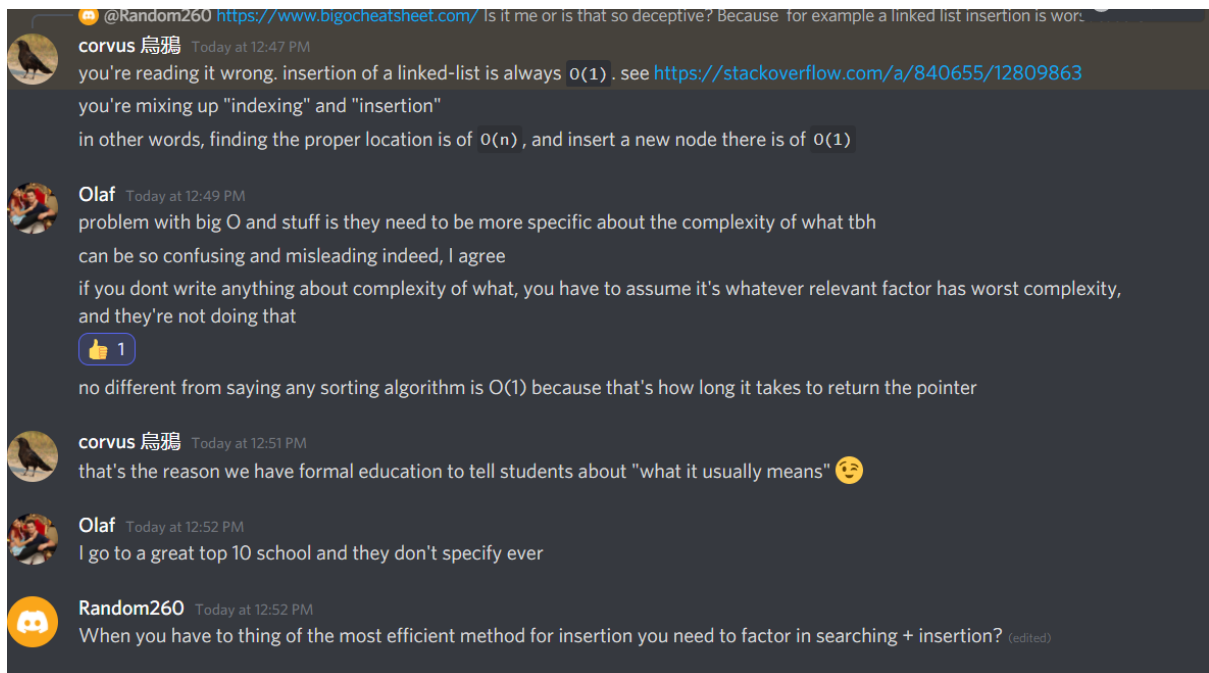 @Random260 https://www.bigocheatsheet.com/ Is it me or is that so deceptive? Because for example a linked list insertion is
corvus 烏鴉 Today at 12:47 PM
you're reading it wrong. insertion of a linked-list is always O(1). see https://stackoverflow.com/a/840655/12809863
you're mixing up "indexing" and "insertion"
in other words, finding the proper location is of O(n), and insert a new node there is of O(1)
Olaf Today at 12:49 PM
problem with big O and stuff is they need to be more specific about the complexity of what tbh
can be so confusing and misleading indeed, I agree
if you dont write anything about complexity of what, you have to assume it's whatever relevant factor has worst complexity,
and they're not doing that
👍 1
no different from saying any sorting algorithm is O(1) because that's how long it takes to return the pointer
corvus 烏鴉 Today at 12:51 PM
that's the reason we have formal education to tell students about "what it usually means" 😉
Olaf Today at 12:52 PM
I go to a great top 10 school and they don't specify ever
Random260 Today at 12:52 PM
When you have to thing of the most efficient method for insertion you need to factor in searching + insertion? (edited)